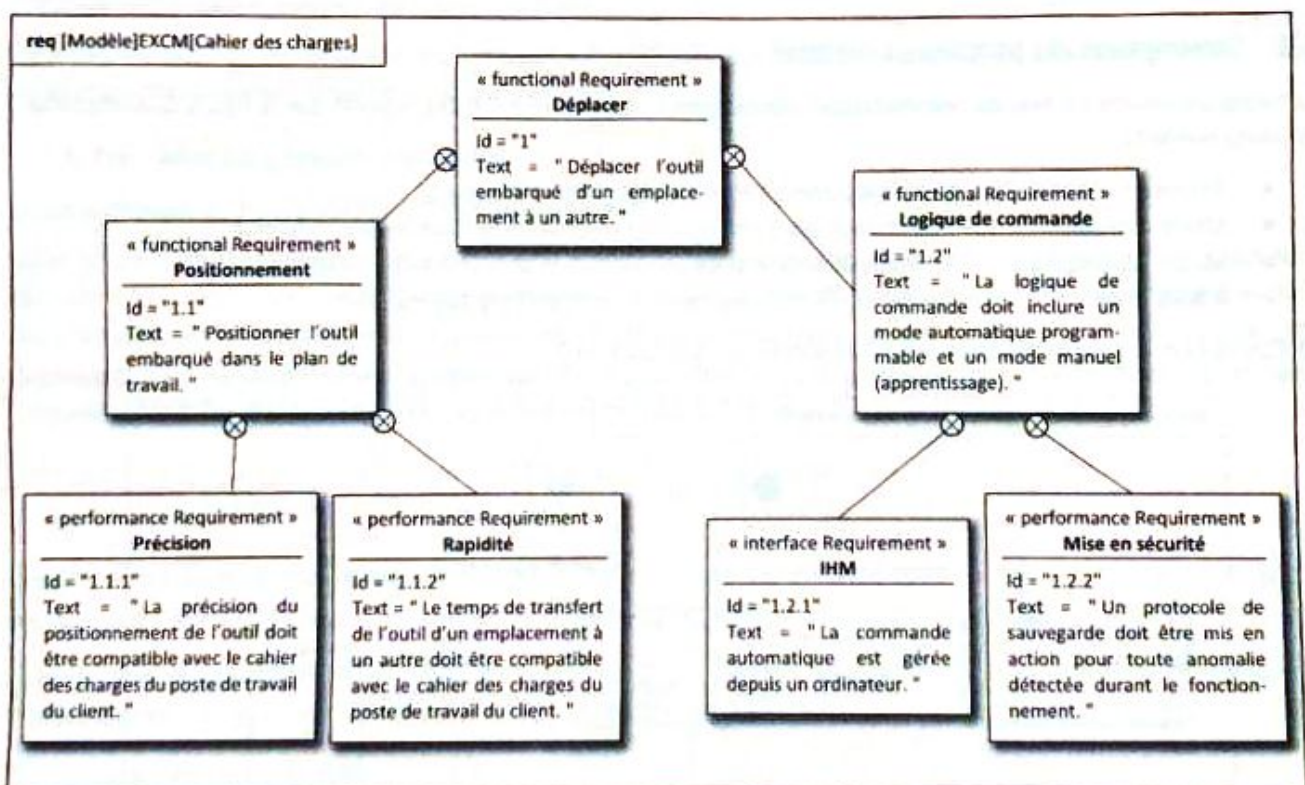 req [Modèle]EXCM[Cahier des charges]
« functional Requirement »
Déplacer
Id = "1"
Text = " Déplacer l'outil
embarqué d'un emplace-
ment à un autre. "
« functional Requirement »
Positionnement
Id = "1.1"
Text = " Positionner l'outil
embarqué dans le plan de
travail. "
« functional Requirement »
Logique de commande
Id = "1.2"
Text = " La logique de
commande doit inclure un
mode automatique program-
mable et un mode manuel
(apprentissage). "
« performance Requirement »
Précision
Id = "1.1.1"
Text = " La précision du
positionnement de l'outil doit
être compatible avec le cahier
des charges du poste de travail
du client. "
« performance Requirement »
Rapidité
Id = "1.1.2"
Text = " Le temps de transfert
de l'outil d'un emplacement à
un autre doit être compatible
avec le cahier des charges du
poste de travail du client. "
« interface Requirement »
IHM
Id = "1.2.1"
Text = " La commande
automatique est gérée
depuis un ordinateur. "
« performance Requirement »
Mise en sécurité
Id = "1.2.2"
Text = " Un protocole de
sauvegarde doit être mis en
action pour toute anomalie
détectée durant le fonction-
nement. "